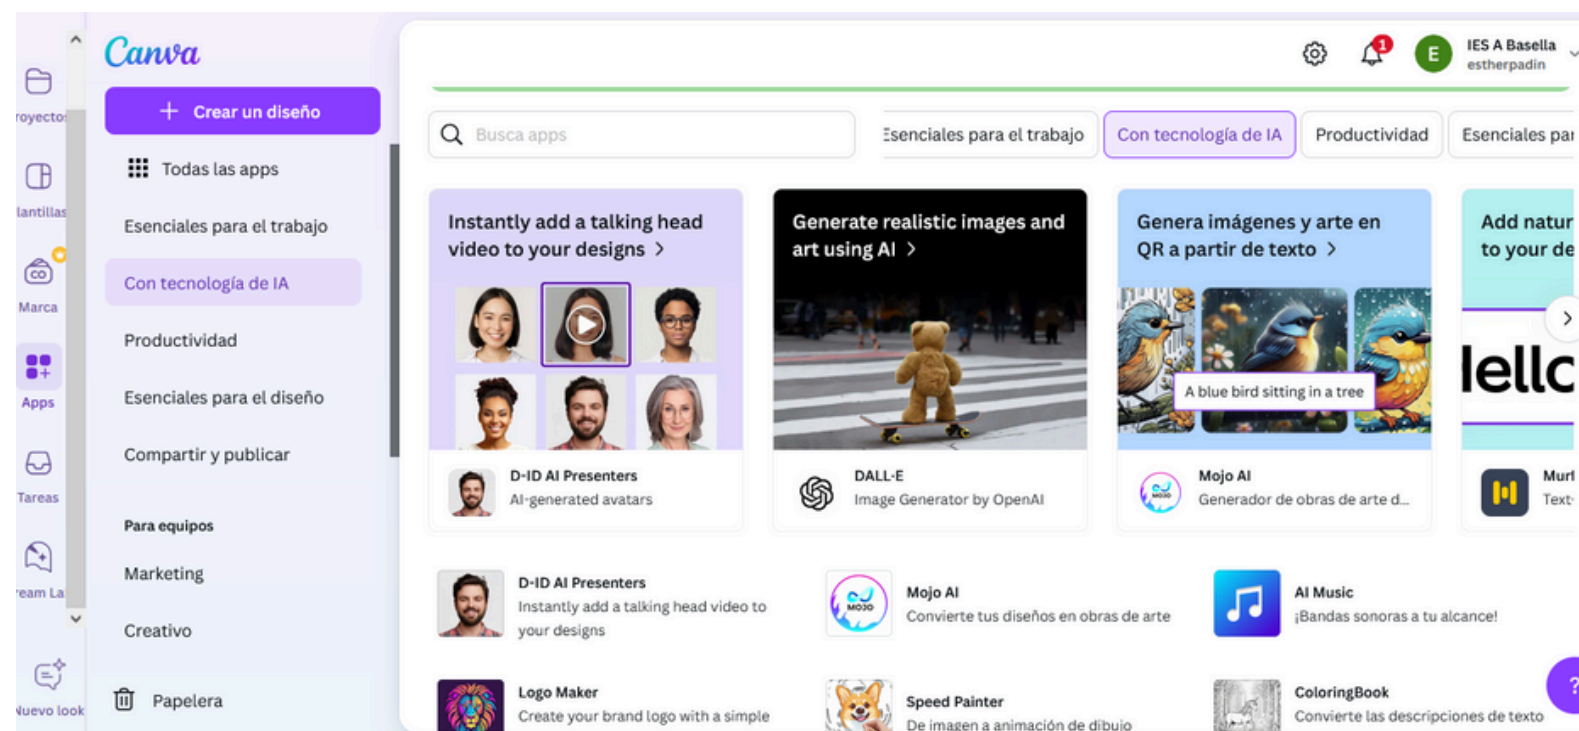 royectos
lantillas
CO
Marca
Apps
Tareas
ream La
Nuevo look
Canva
+ Crear un diseño
Todas las apps
Esenciales para el trabajo
Con tecnología de IA
Productividad
Esenciales para el diseño
Compartir y publicar
Para equipos
Marketing
Creativo
Papelera
1
E
IES A Basella
estherpadin
Busca apps
Esenciales para el trabajo
Con tecnología de IA
Productividad
Esenciales par
Instantly add a talking head
video to your designs >
D-ID AI Presenters
AI-generated avatars
Generate realistic images and
art using AI >
DALL·E
Image Generator by OpenAI
Genera imágenes y arte en
QR a partir de texto >
A blue bird sitting in a tree
MOJO
Mojo AI
Generador de obras de arte d...
Add natur
to your de
Hello
Murf
Text-
D-ID AI Presenters
Instantly add a talking head video to
your designs
MOJO
Mojo AI
Convierte tus diseños en obras de arte
AI Music
¡Bandas sonoras a tu alcance!
Logo Maker
Create your brand logo with a simple
Speed Painter
De imagen a animación de dibujo
ColoringBook
Convierte las descripciones de texto
?